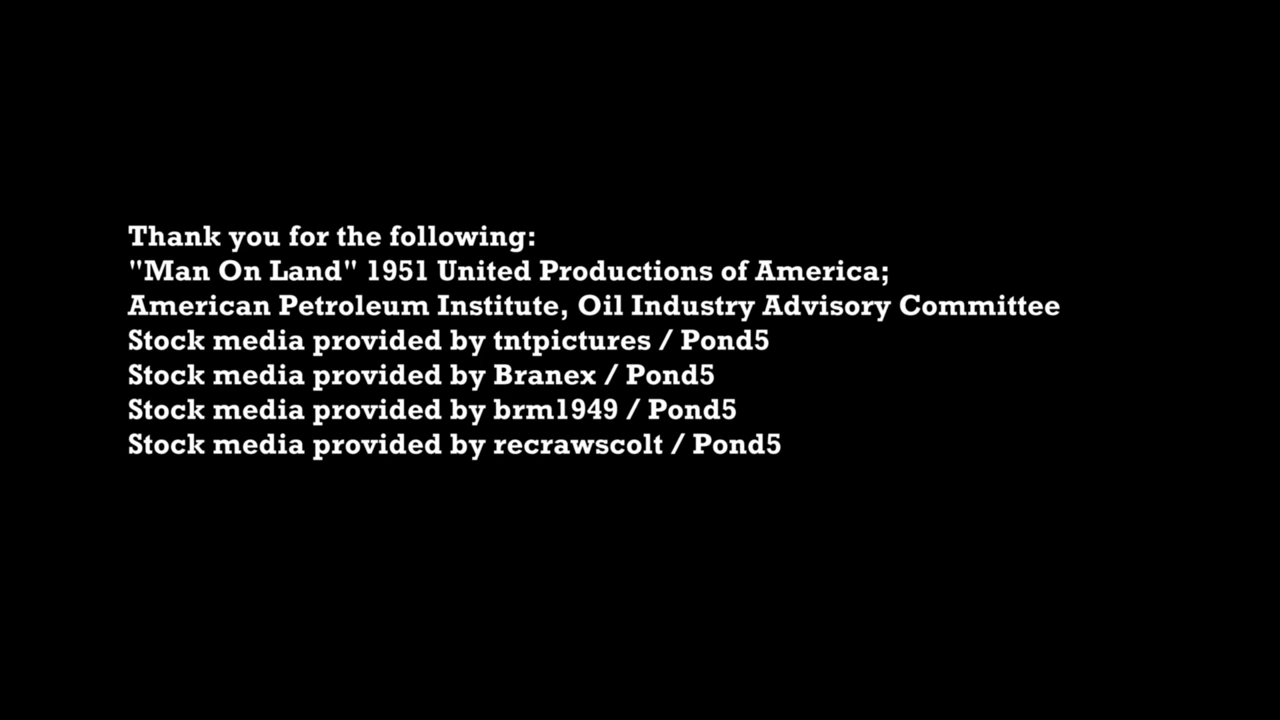 Thank you for the following:
"Man On Land" 1951 United Productions of America;
American Petroleum Institute, Oil Industry Advisory Committee
Stock media provided by tntpictures / Pond5
Stock media provided by Branex / Pond5
Stock media provided by brm1949 / Pond5
Stock media provided by recrawscolt / Pond5